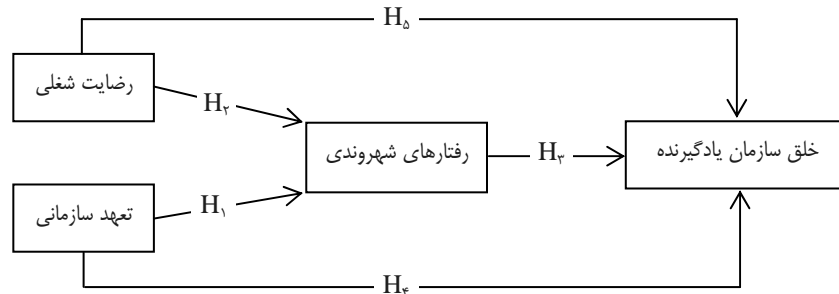 H۵
رضایت شغلی
H۲
رفتارهای شهروندی
H۳
خلق سازمان یادگیرنده
تعهد سازمانی
H۱
H۴